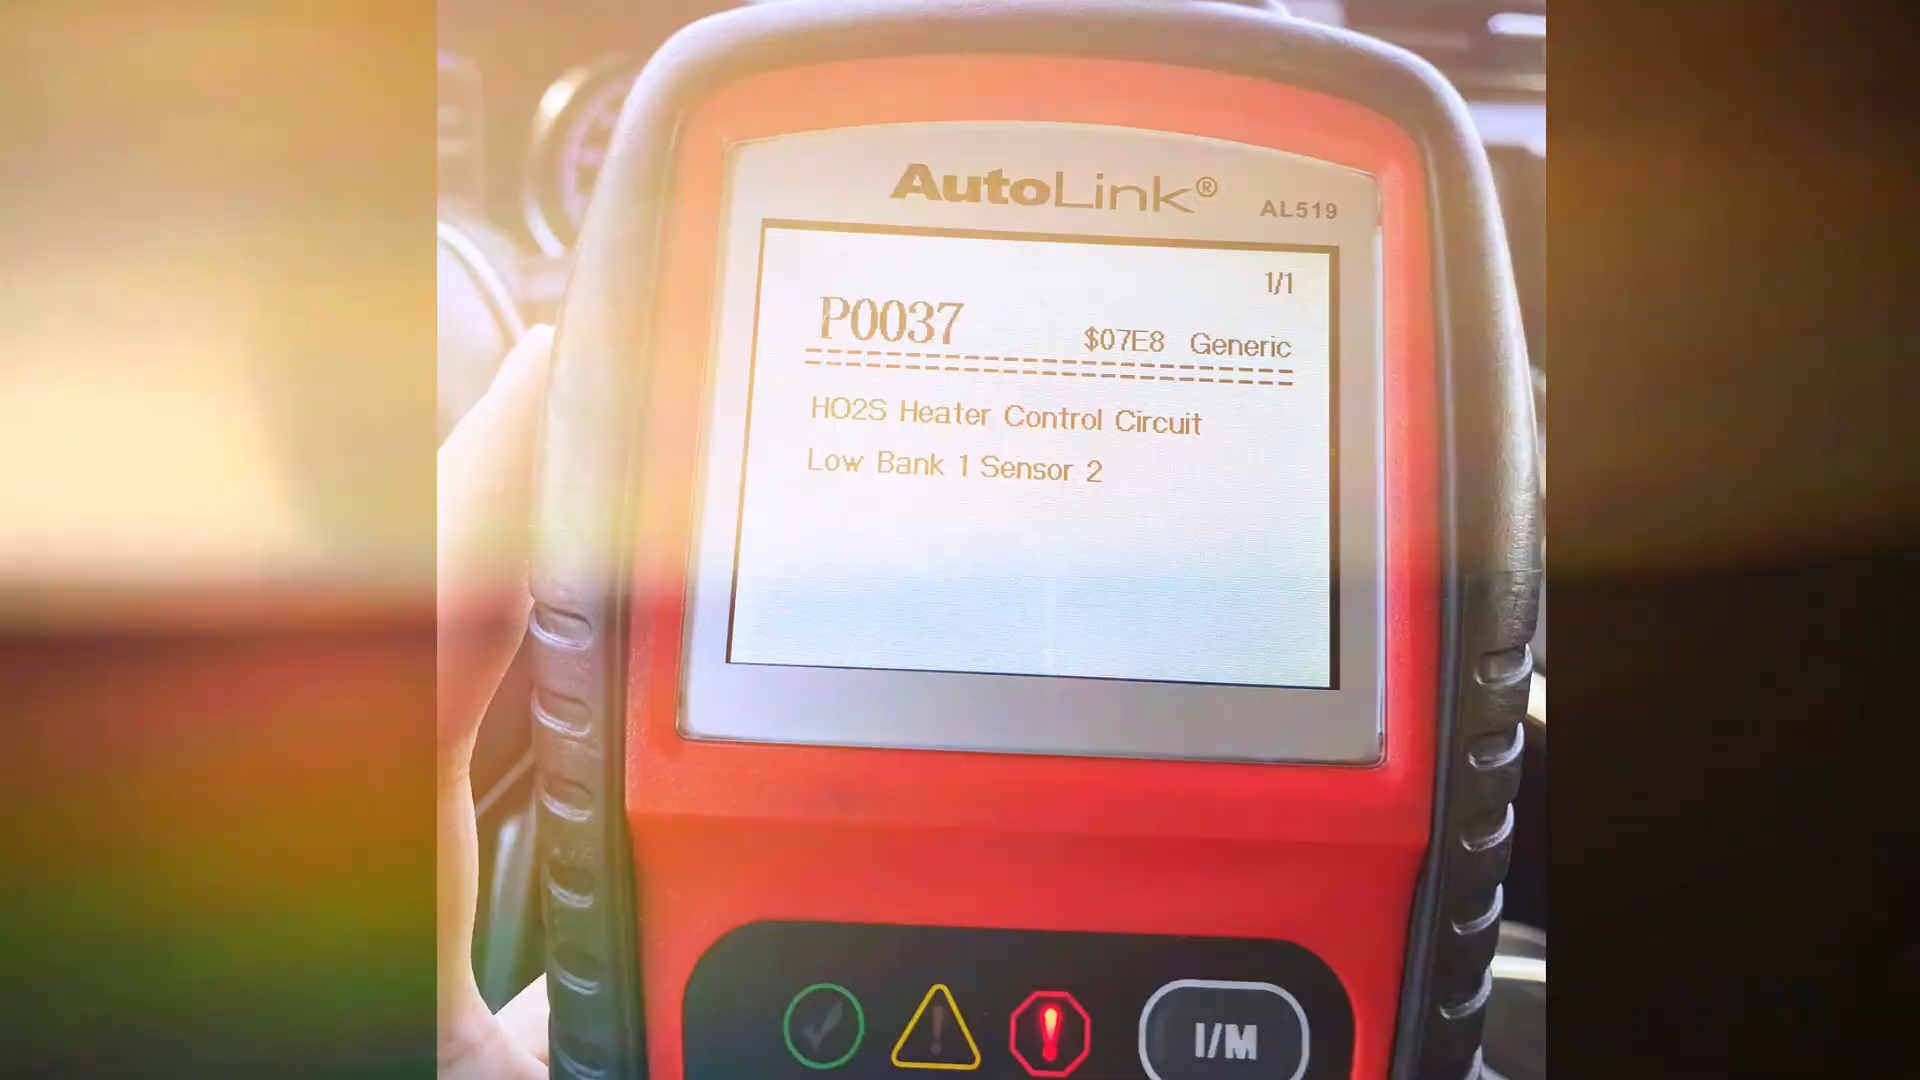 AutoLink®
AL519
1/1
P0037
$07E8 Generic
HO2S Heater Control Circuit
Low Bank 1 Sensor 2
I/M